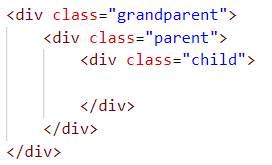 <div class="grandparent">
<div class="parent">
<div class="child">
</div>
</div>
</div>